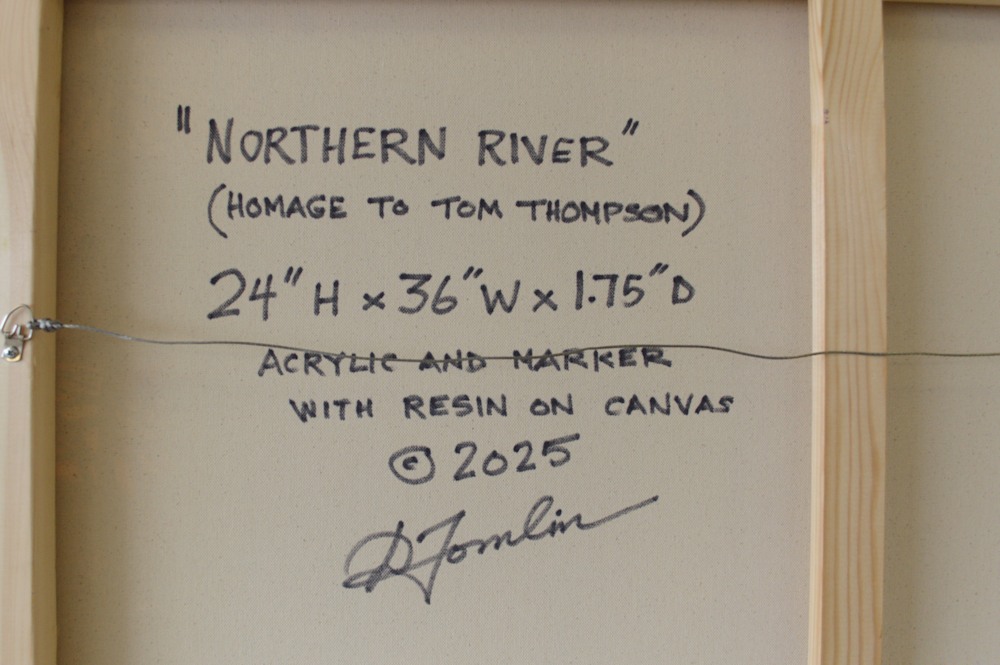 "NORTHERN RIVER"
(HOMAGE TO TOM THOMPSON)
24"H x 36"W x 1.75"D
ACRYLIC AND MARKER
WITH RESIN ON CANVAS
© 2025
D Tomlin